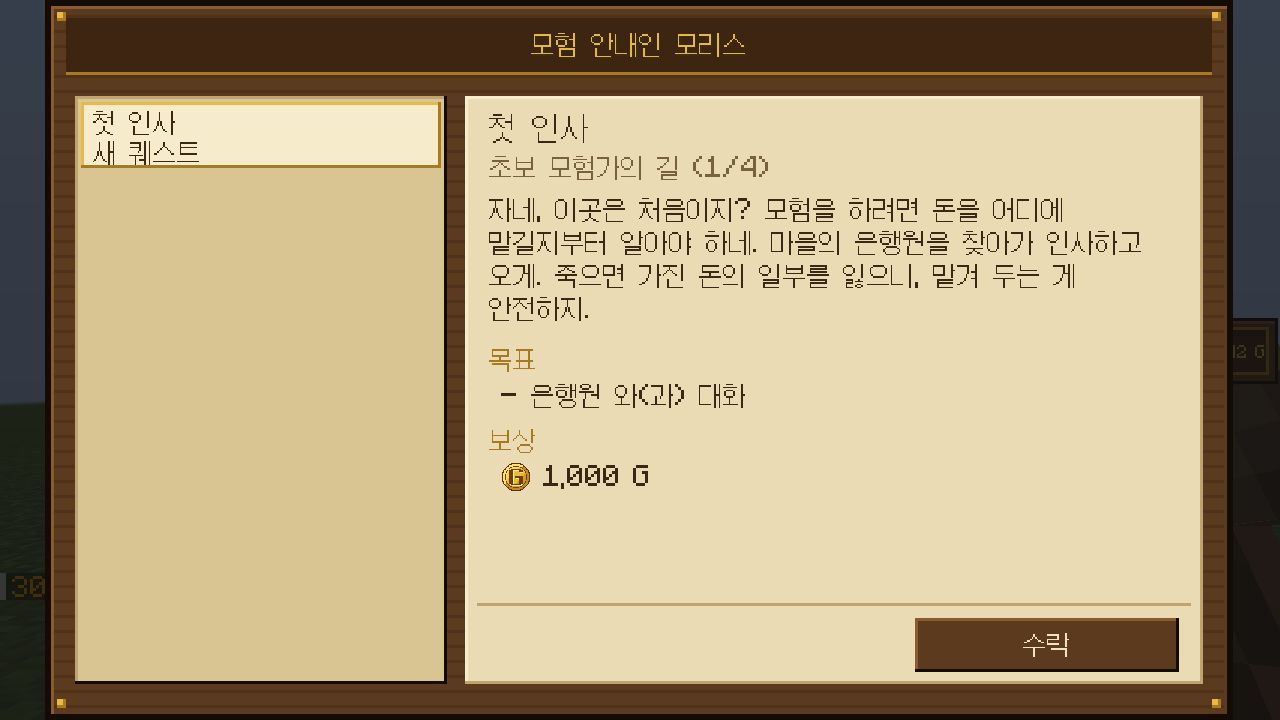 모험 안내인 모리스
첫 인사
새 퀘스트
첫 인사
초보 모험가의 길 (1/4)
자네, 이곳은 처음이지? 모험을 하려면 돈을 어디에
맡길지부터 알아야 하네. 마을의 은행원을 찾아가 인사하고
오게. 죽으면 가진 돈의 일부를 잃으니, 맡겨 두는 게
안전하지.
목표
- 은행원 와(과) 대화
보상
G 1,000 G
수락
30